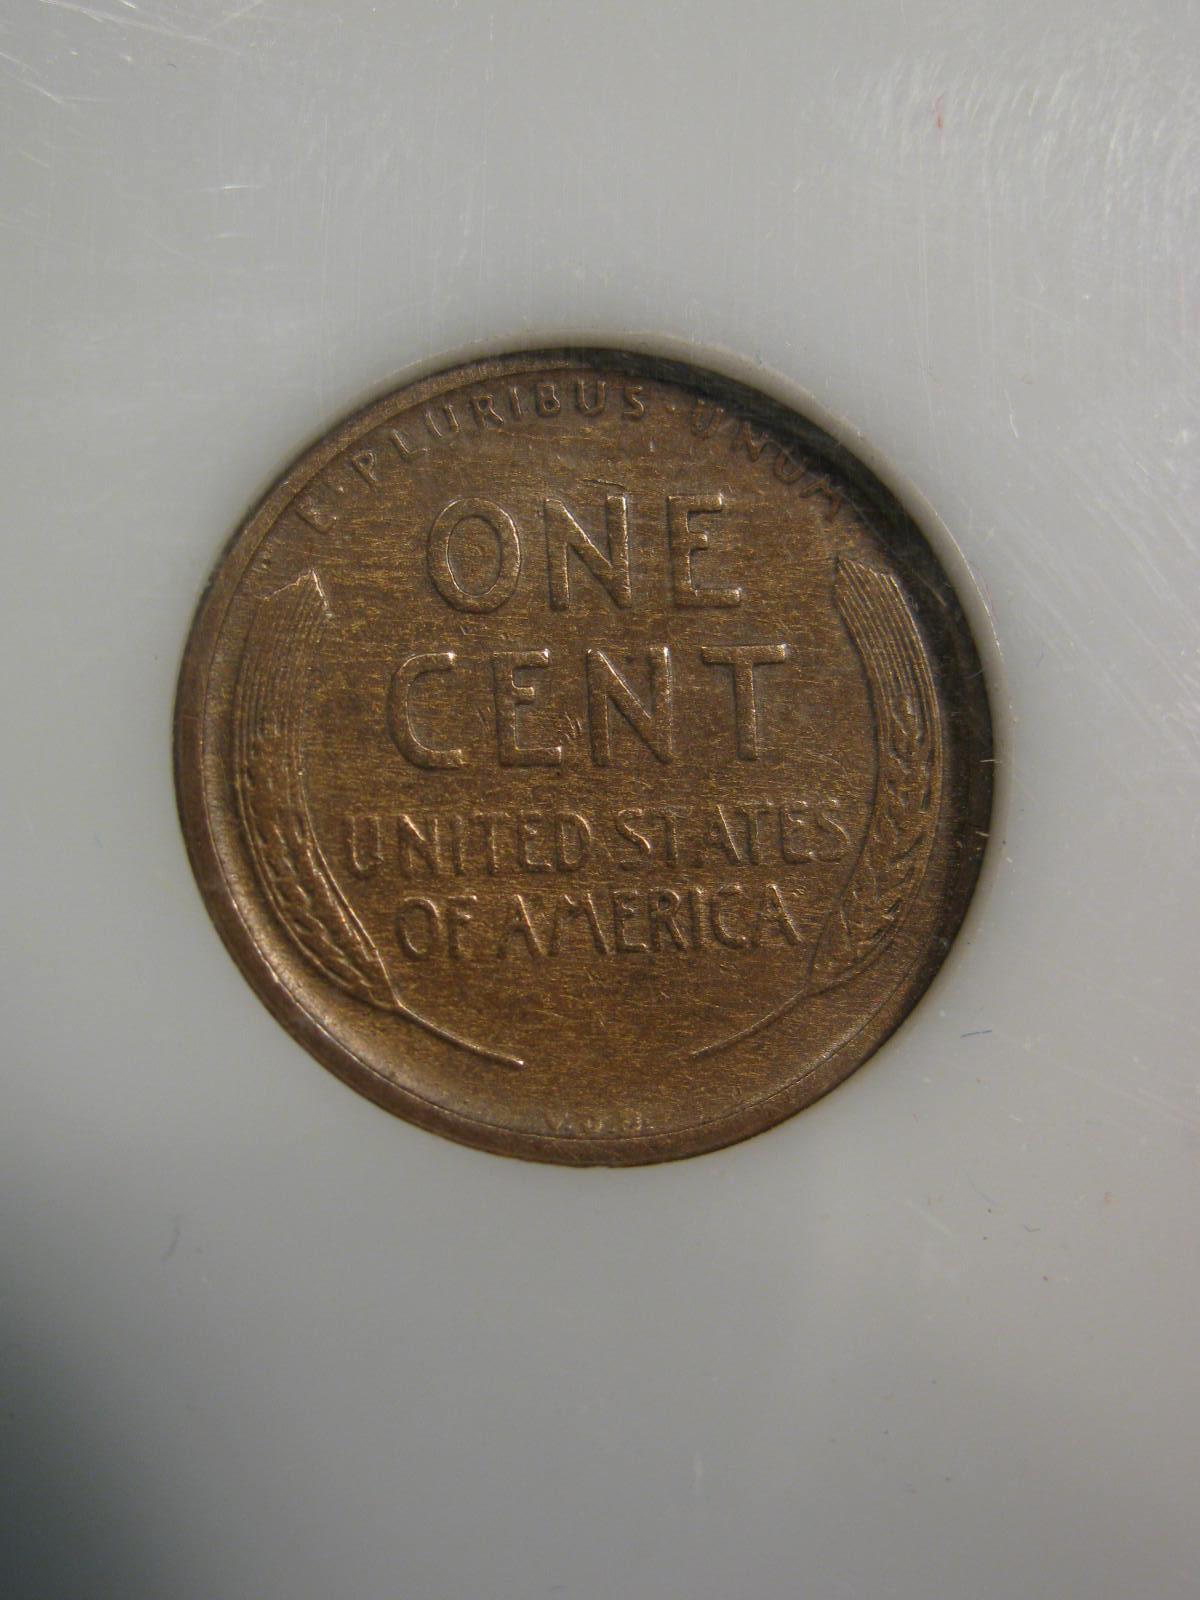 E·PLURIBUS·UNUM
ONE
CENT
UNITED STATES
OF AMERICA
V.D.B.